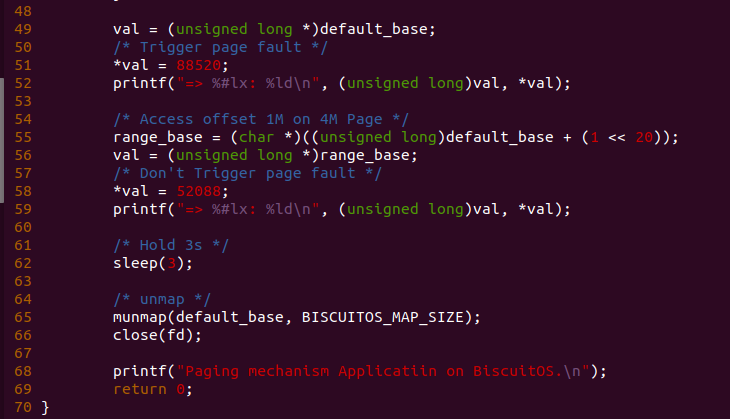 48
49 val = (unsigned long *)default_base;
50 /* Trigger page fault */
51 *val = 88520;
52 printf("=> %#lx: %ld\n", (unsigned long)val, *val);
53
54 /* Access offset 1M on 4M Page */
55 range_base = (char *)((unsigned long)default_base + (1 << 20));
56 val = (unsigned long *)range_base;
57 /* Don't Trigger page fault */
58 *val = 52088;
59 printf("=> %#lx: %ld\n", (unsigned long)val, *val);
60
61 /* Hold 3s */
62 sleep(3);
63
64 /* unmap */
65 munmap(default_base, BISCUITOS_MAP_SIZE);
66 close(fd);
67
68 printf("Paging mechanism Applicatiin on BiscuitOS.\n");
69 return 0;
70 }